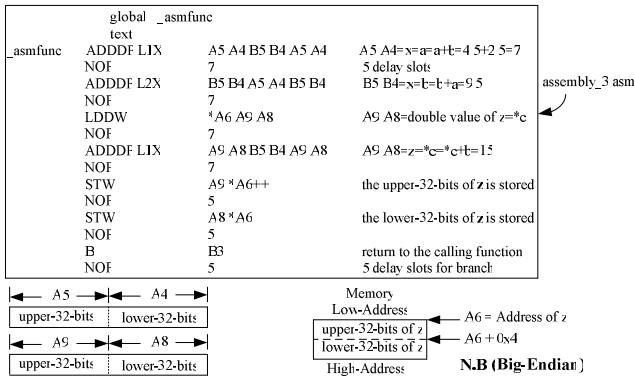 global _asmfunc
text
_asmfunc ADDDP L1X A5 A4 B5 B4 A5 A4 A5 A4=x=a=a+b=4 5+2 5=7
NOP 7 5 delay slots
ADDDP L2X B5 B4 A5 A4 B5 B4 B5 B4=x=b=b+a=9 5
NOP 7
LDDW *A6 A9 A8 A9 A8=double value of z=*c
NOP 7
ADDDP L1X A9 A8 B5 B4 A9 A8 A9 A8=z=*c=*c+b=15
NOP 7
STW A9 *A6++ the upper-32-bits of z is stored
NOP 5
STW A8 *A6 the lower-32-bits of z is stored
NOP 5
B B3 return to the calling function
NOP 5 5 delay slots for branch
assembly_3 asm
A5 A4
upper-32-bits lower-32-bits
A9 A8
upper-32-bits lower-32-bits
Memory
Low-Address
upper-32-bits of z
lower-32-bits of z
High-Address
A6 = Address of z
A6 + 0x4
N.B (Big-Endian)